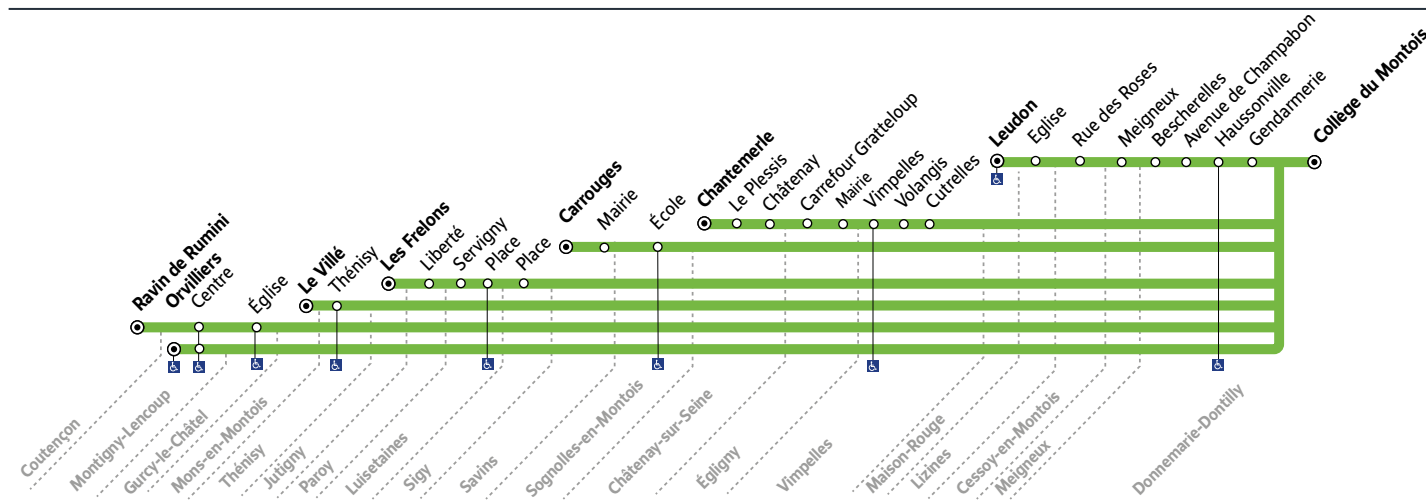 Ravin de Rumini
Orvilliers
Centre
Église
Le Villé
Thénisy
Les Frelons
Liberté
Servigny
Place
Place
Carrouges
Mairie
École
Chantemerle
Le Plessis
Châtenay
Carrefour Gratteloup
Mairie
Vimpelles
Volangis
Cutrelles
Leudon
Eglise
Rue des Roses
Meigneux
Bescherelles
Avenue de Champabon
Haussonville
Gendarmerie
Collège du Montois
Coutençon
Montigny-Lencoup
Gurcy-le-Châtel
Mons-en-Montois
Thénisy
Jutigny
Paroy
Luisetaines
Sigy
Savins
Sognolles-en-Montois
Châtenay-sur-Seine
Égligny
Vimpelles
Maison-Rouge
Lizines
Cessoy-en-Montois
Meigneux
Donnemarie-Dontilly